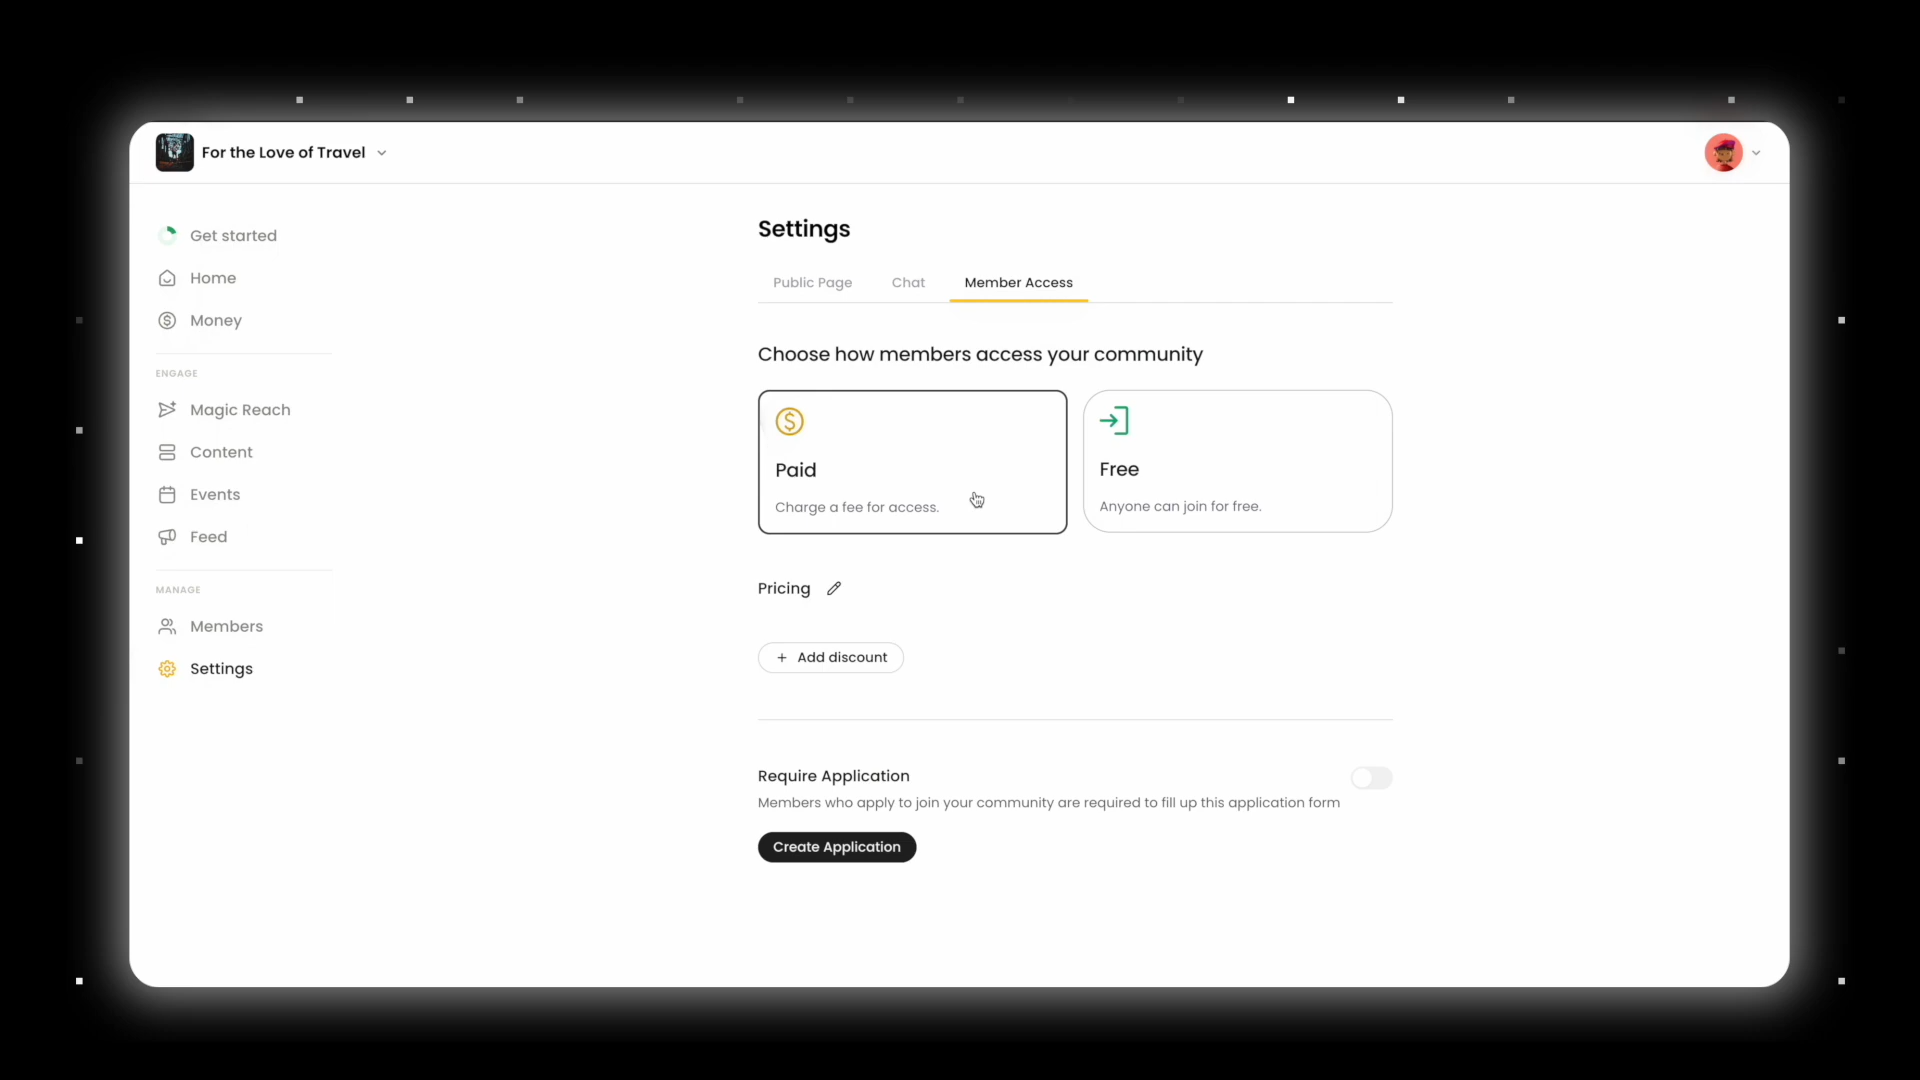 For the Love of Travel
Get started
Home
Money
ENGAGE
Magic Reach
Content
Events
Feed
MANAGE
Members
Settings
Settings
Public Page
Chat
Member Access
Choose how members access your community
Paid
Charge a fee for access.
Free
Anyone can join for free.
Pricing
+ Add discount
Require Application
Members who apply to join your community are required to fill up this application form
Create Application